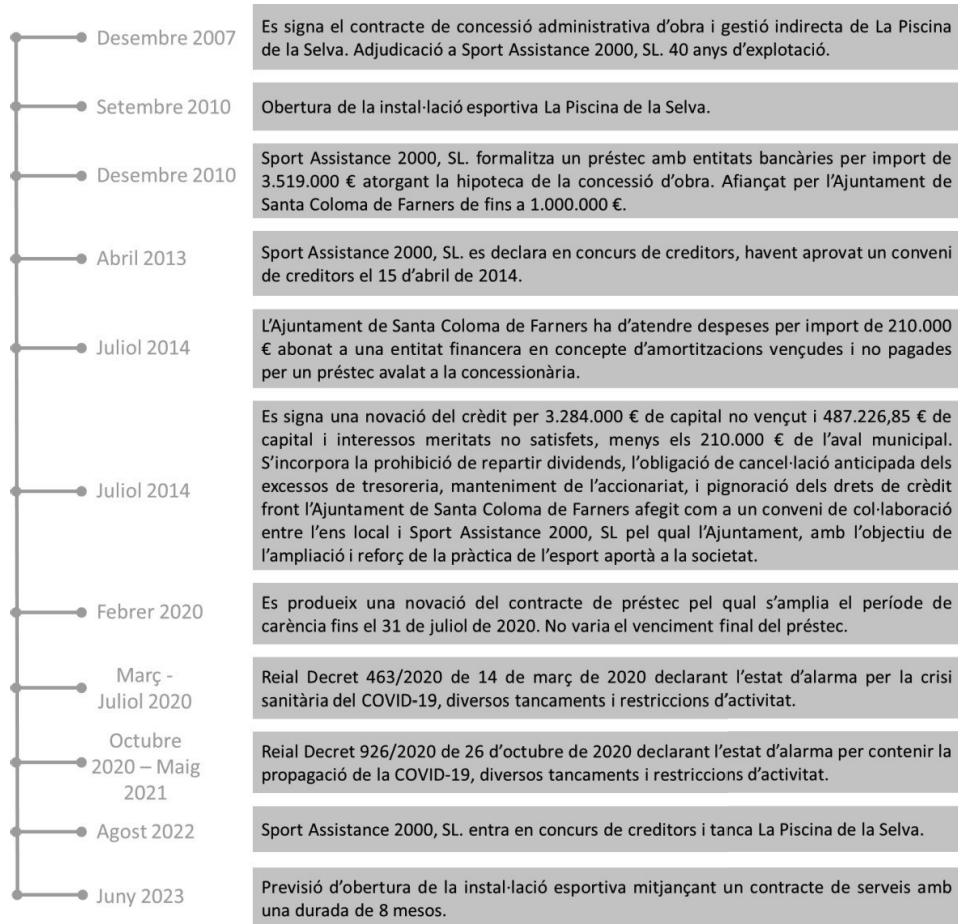 Desembre 2007
Es signa el contracte de concessió administrativa d'obra i gestió indirecta de La Piscina
de la Selva. Adjudicació a Sport Assistance 2000, SL. 40 anys d'explotació.
Setembre 2010
Obertura de la instal·lació esportiva La Piscina de la Selva.
Desembre 2010
Sport Assistance 2000, SL. formalitza un préstec amb entitats bancàries per import de
3.519.000 € atorgant la hipoteca de la concessió d'obra. Afiançat per l'Ajuntament de
Santa Coloma de Farners de fins a 1.000.000 €.
Abril 2013
Sport Assistance 2000, SL. es declara en concurs de creditors, havent aprovat un conveni
de creditors el 15 d'abril de 2014.
Juliol 2014
L'Ajuntament de Santa Coloma de Farners ha d'atendre despeses per import de 210.000
€ abonat a una entitat financera en concepte d'amortitzacions vençudes i no pagades
per un préstec avalat a la concessionària.
Juliol 2014
Es signa una novació del crèdit per 3.284.000 € de capital no vençut i 487.226,85 € de
capital i interessos meritats no satisfets, menys els 210.000 € de l'aval municipal.
S'incorpora la prohibició de repartir dividends, l'obligació de cancel·lació anticipada dels
excessos de tresoreria, manteniment de l'accionariat, i pignoració dels drets de crèdit
front l'Ajuntament de Santa Coloma de Farners afegit com a un conveni de col·laboració
entre l'ens local i Sport Assistance 2000, SL pel qual l'Ajuntament, amb l'objectiu de
l'ampliació i reforç de la pràctica de l'esport aportà a la societat.
Febrer 2020
Es produeix una novació del contracte de préstec pel qual s'amplia el període de
carència fins el 31 de juliol de 2020. No varia el venciment final del préstec.
Març -
Juliol 2020
Reial Decret 463/2020 de 14 de març de 2020 declarant l'estat d'alarma per la crisi
sanitària del COVID-19, diversos tancaments i restriccions d'activitat.
Octubre
2020 – Maig
2021
Reial Decret 926/2020 de 26 d'octubre de 2020 declarant l'estat d'alarma per contenir la
propagació de la COVID-19, diversos tancaments i restriccions d'activitat.
Agost 2022
Sport Assistance 2000, SL. entra en concurs de creditors i tanca La Piscina de la Selva.
Juny 2023
Previsió d'obertura de la instal·lació esportiva mitjançant un contracte de serveis amb
una durada de 8 mesos.